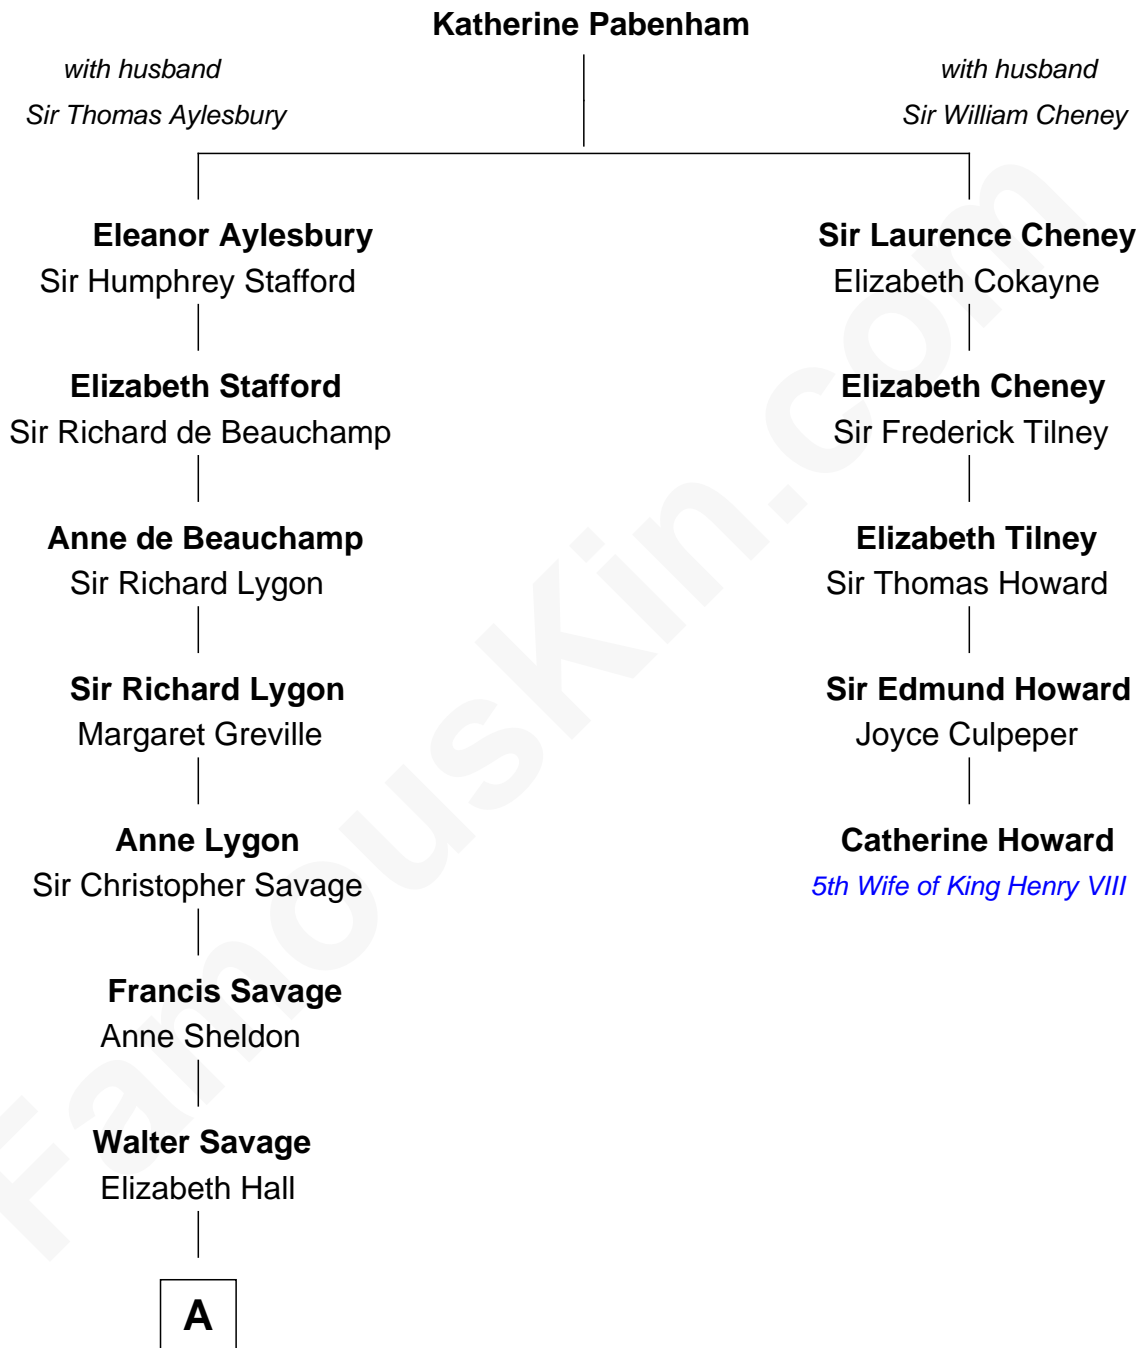 Katherine Pabenham
with husband
Sir Thomas Aylesbury
with husband
Sir William Cheney
Eleanor Aylesbury
Sir Humphrey Stafford
Sir Laurence Cheney
Elizabeth Cokayne
Elizabeth Stafford
Sir Richard de Beauchamp
Elizabeth Cheney
Sir Frederick Tilney
Anne de Beauchamp
Sir Richard Lygon
Elizabeth Tilney
Sir Thomas Howard
Sir Richard Lygon
Margaret Greville
Sir Edmund Howard
Joyce Culpeper
Anne Lygon
Sir Christopher Savage
Catherine Howard
5th Wife of King Henry VIII
Francis Savage
Anne Sheldon
Walter Savage
Elizabeth Hall
A
FamousKin.com